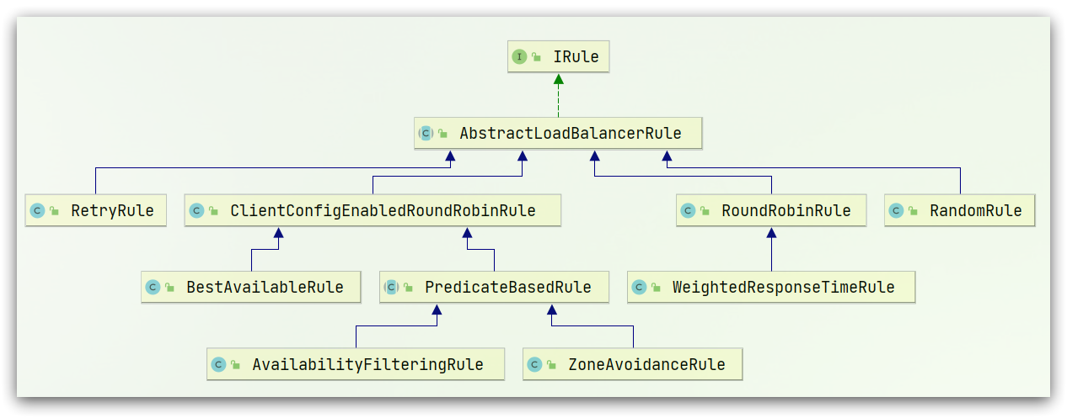 I IRule
C AbstractLoadBalancerRule
C RetryRule
C ClientConfigEnabledRoundRobinRule
C RoundRobinRule
C RandomRule
C BestAvailableRule
C PredicateBasedRule
C WeightedResponseTimeRule
C AvailabilityFilteringRule
C ZoneAvoidanceRule